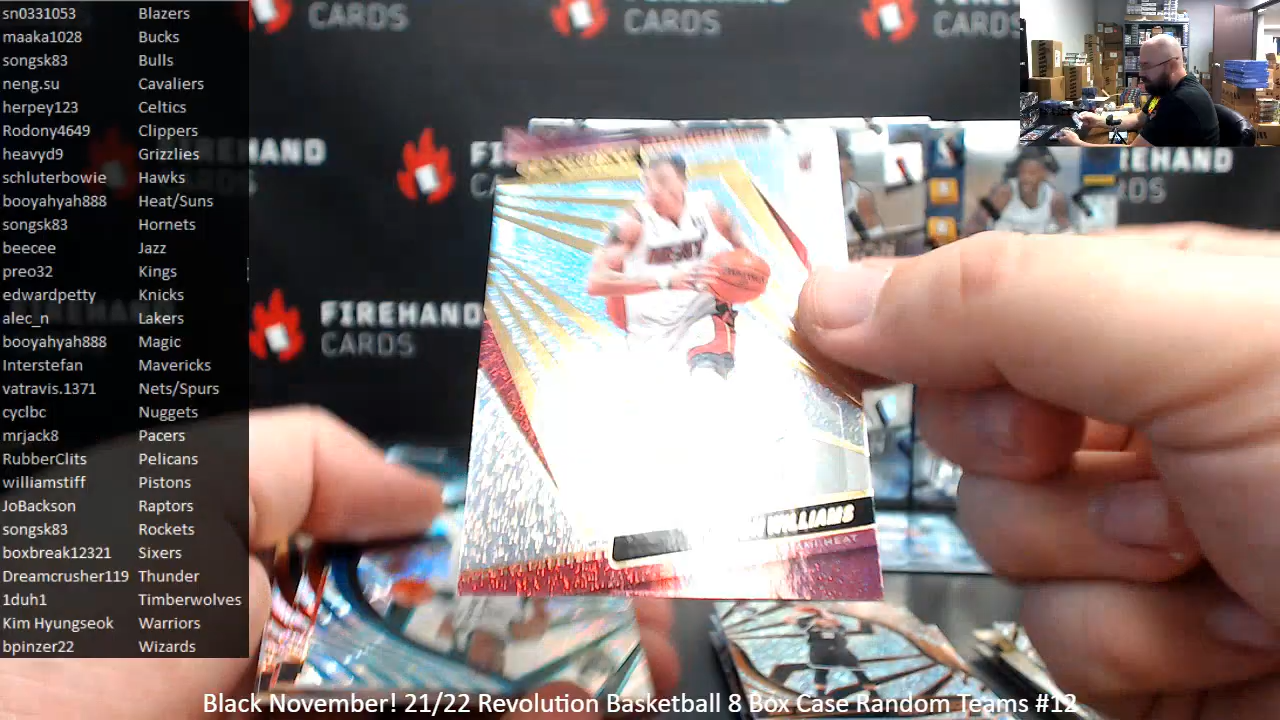 sn0331053 Blazers
maaka1028 Bucks
songsk83 Bulls
neng.su Cavaliers
herpey123 Celtics
Rodony4649 Clippers
heavyd9 Grizzlies
schluterbowie Hawks
booyahyah888 Heat/Suns
songsk83 Hornets
beecee Jazz
preo32 Kings
edwardpetty Knicks
alec_n Lakers
booyahyah888 Magic
Interstefan Mavericks
vatravis.1371 Nets/Spurs
cyclbc Nuggets
mrjack8 Pacers
RubberClits Pelicans
williamstiff Pistons
JoBackson Raptors
songsk83 Rockets
boxbreak12321 Sixers
Dreamcrusher119 Thunder
1duh1 Timberwolves
Kim Hyungseok Warriors
bpinzer22 Wizards
FIREHAND
CARDS
CARDS
CARDS
CARDS
CARDS
WILLIAMS
HEAT
Black November! 21/22 Revolution Basketball 8 Box Case Random Teams #12